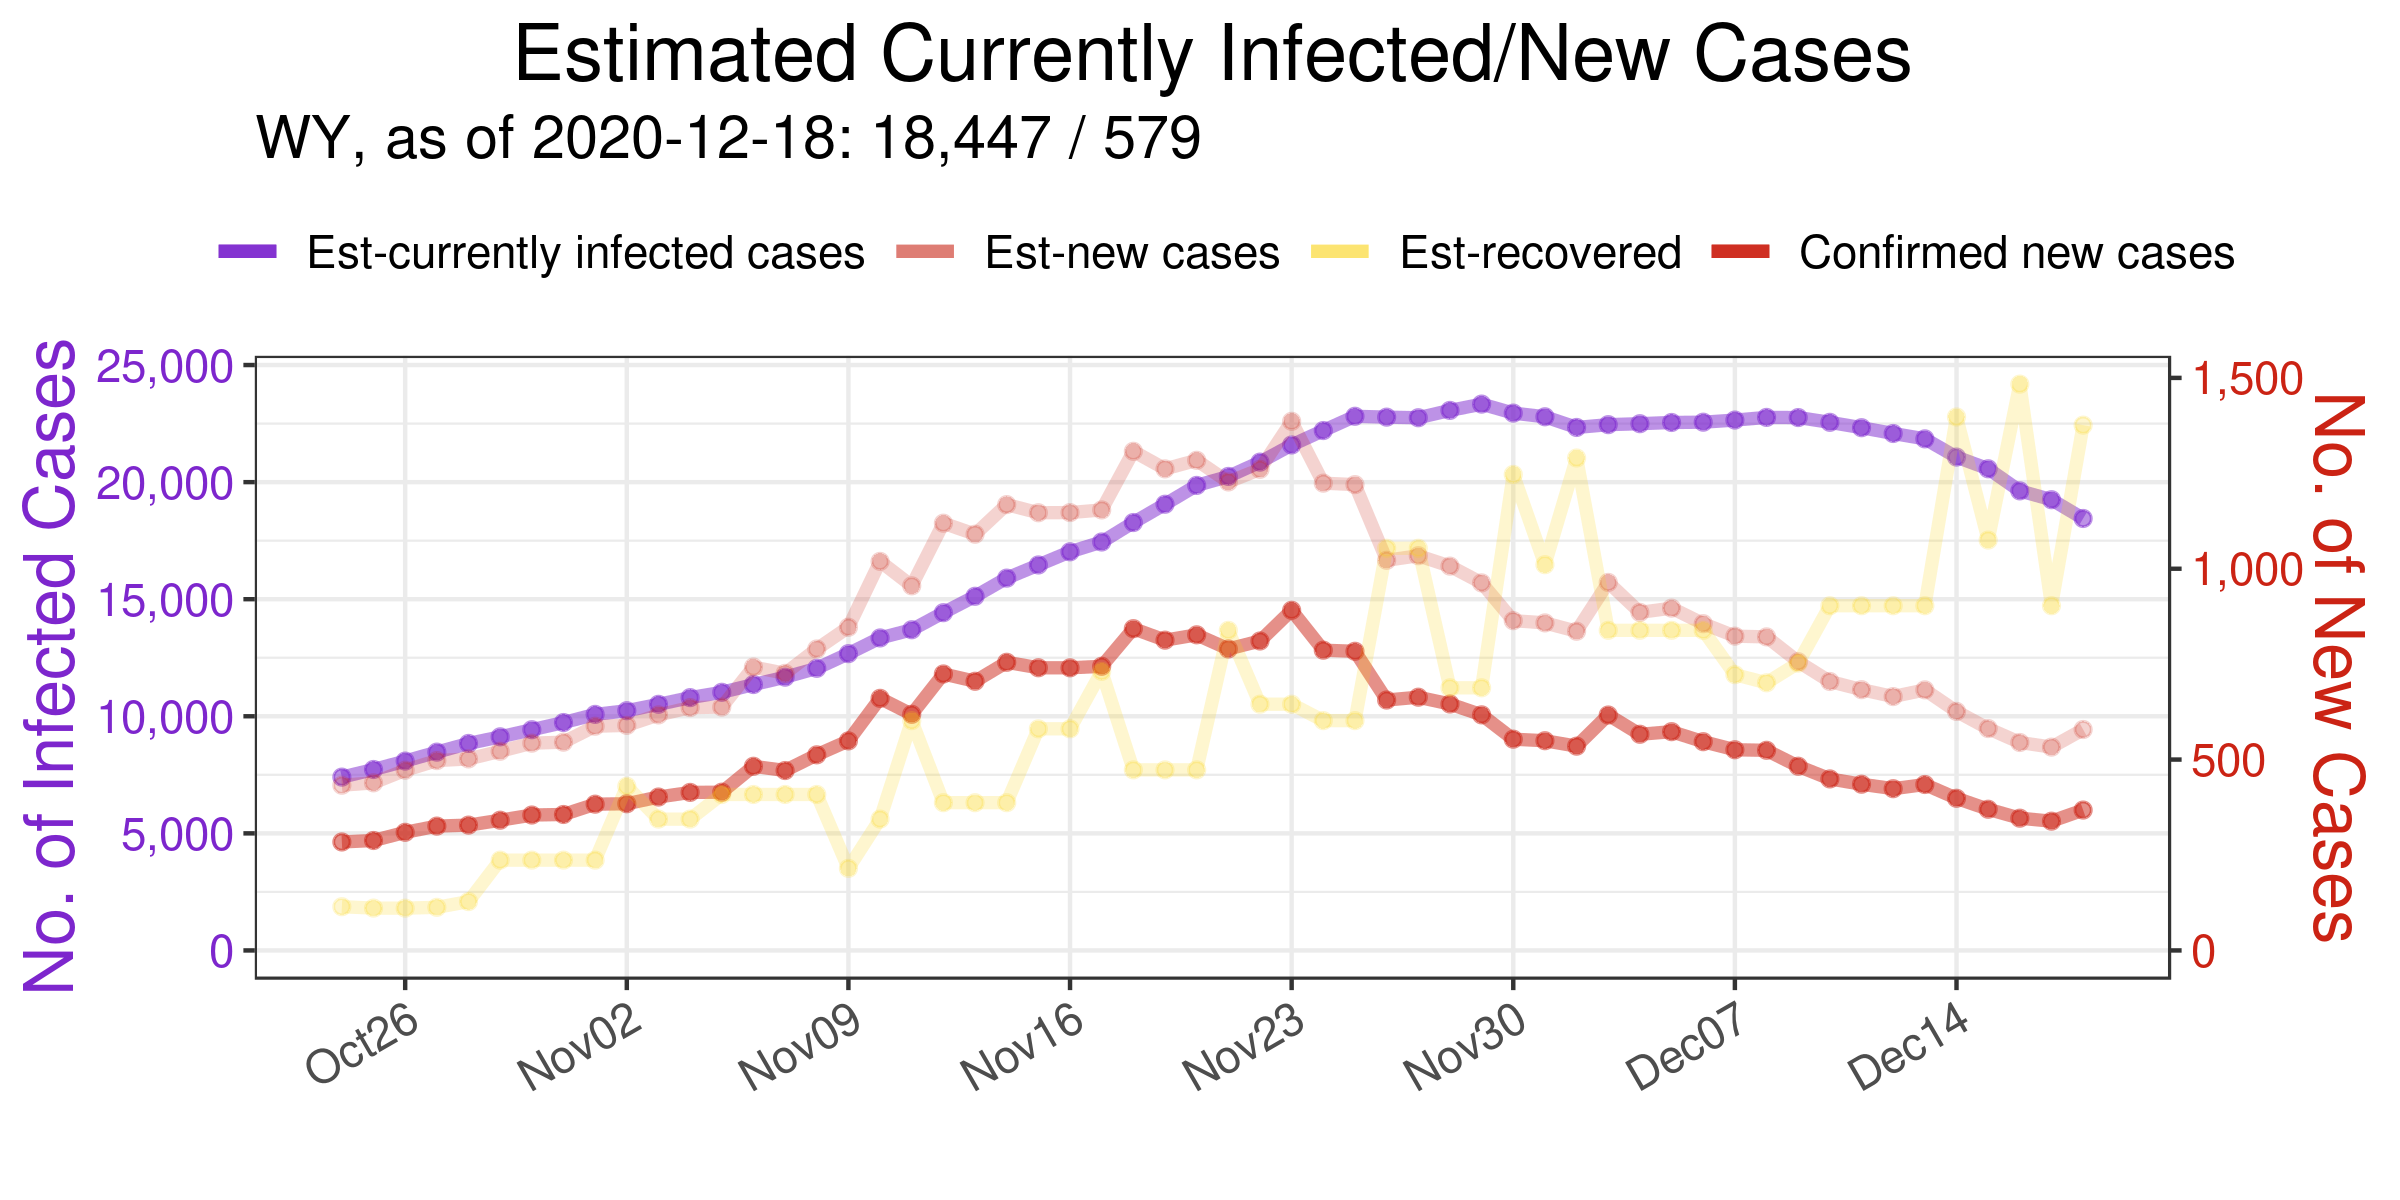 Estimated Currently Infected/New Cases
WY, as of 2020-12-18: 18,447 / 579
Est-currently infected cases Est-new cases Est-recovered Confirmed new cases
No. of Infected Cases
25,000
20,000
15,000
10,000
5,000
0
1,500
1,000
500
0
No. of New Cases
Oct26 Nov02 Nov09 Nov16 Nov23 Nov30 Dec07 Dec14